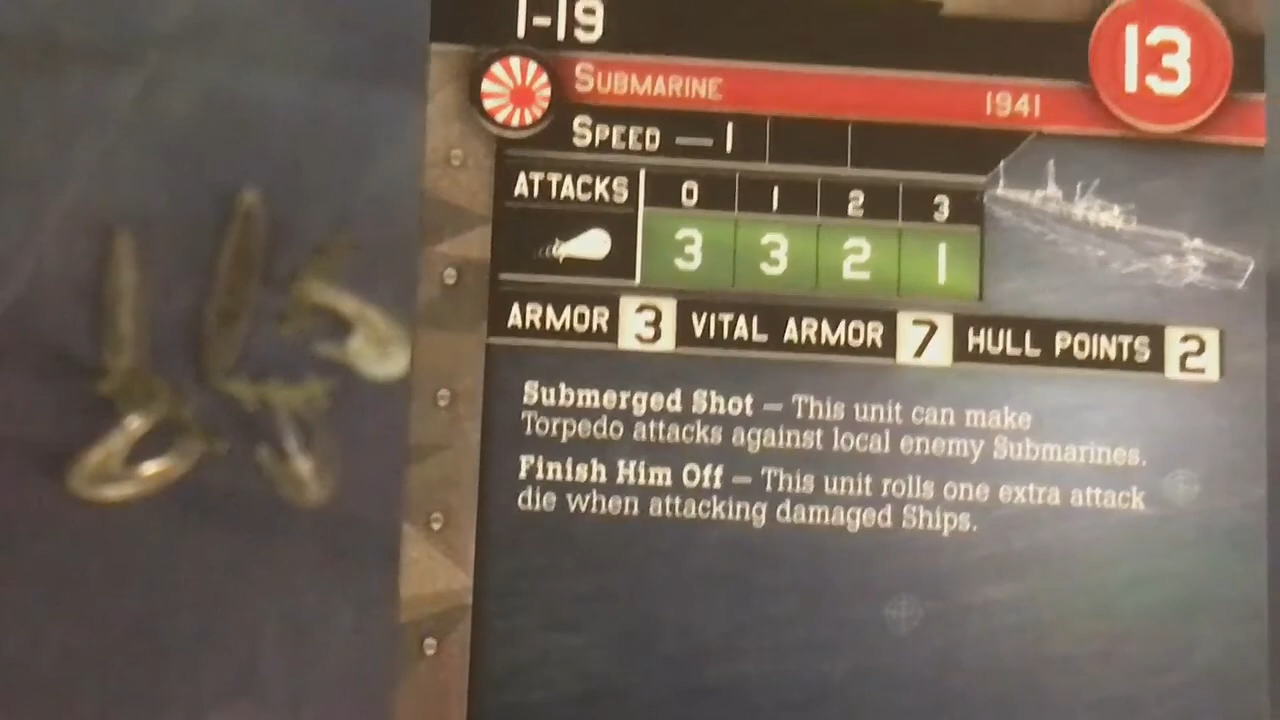 I-19
13
SUBMARINE 1941
SPEED — 1
ATTACKS 0 1 2 3
3 3 2 1
ARMOR 3 VITAL ARMOR 7 HULL POINTS 2
Submerged Shot — This unit can make
Torpedo attacks against local enemy Submarines.
Finish Him Off — This unit rolls one extra attack
die when attacking damaged Ships.